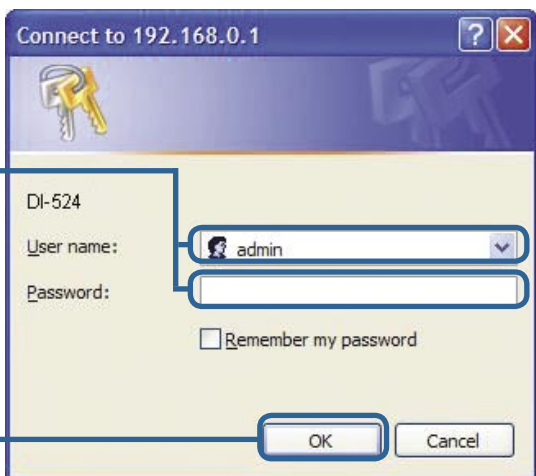 Connect to 192.168.0.1
DI-524
User name:
admin
Password:
Remember my password
OK
Cancel